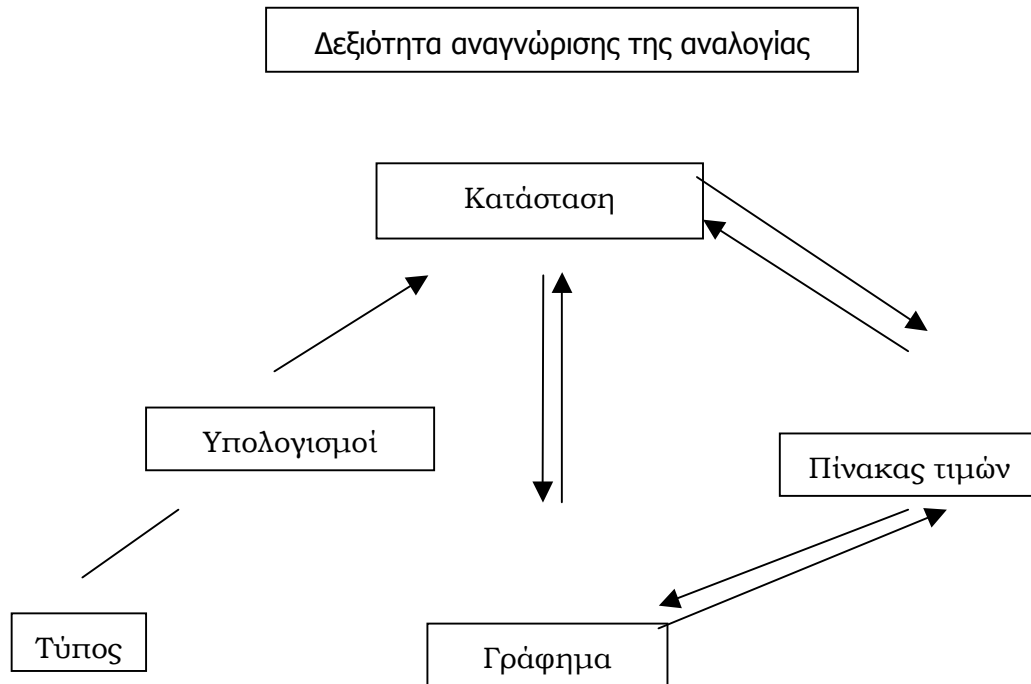 Δεξιότητα αναγνώρισης της αναλογίας
Κατάσταση
Υπολογισμοί
Πίνακας τιμών
Τύπος
Γράφημα